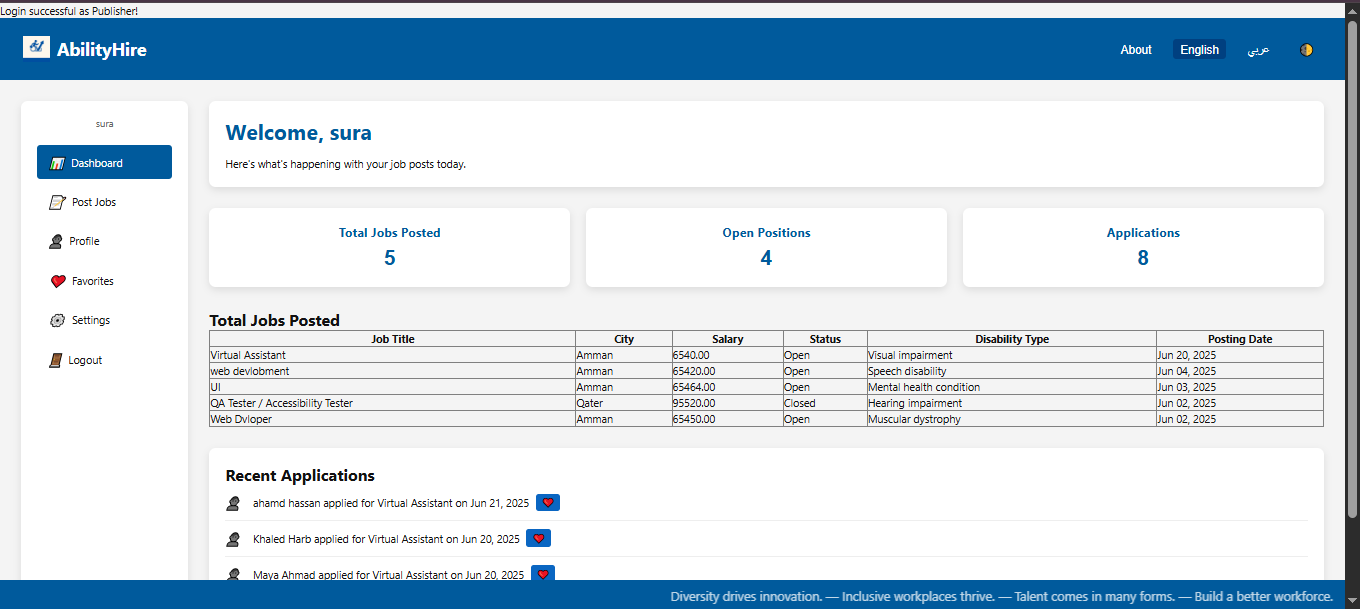 Login successful as Publisher!
AbilityHire
About English عربي
sura
Dashboard
Post Jobs
Profile
Favorites
Settings
Logout
Welcome, sura
Here's what's happening with your job posts today.
Total Jobs Posted
5
Open Positions
4
Applications
8
Total Jobs Posted
Job Title City Salary Status Disability Type Posting Date
Virtual Assistant Amman 6540.00 Open Visual impairment Jun 20, 2025
web devlobment Amman 65420.00 Open Speech disability Jun 04, 2025
UI Amman 65464.00 Open Mental health condition Jun 03, 2025
QA Tester / Accessibility Tester Qater 95520.00 Closed Hearing impairment Jun 02, 2025
Web Dvloper Amman 65450.00 Open Muscular dystrophy Jun 02, 2025
Recent Applications
ahamd hassan applied for Virtual Assistant on Jun 21, 2025
Khaled Harb applied for Virtual Assistant on Jun 20, 2025
Maya Ahmad applied for Virtual Assistant on Jun 20, 2025
Diversity drives innovation. — Inclusive workplaces thrive. — Talent comes in many forms. — Build a better workforce.